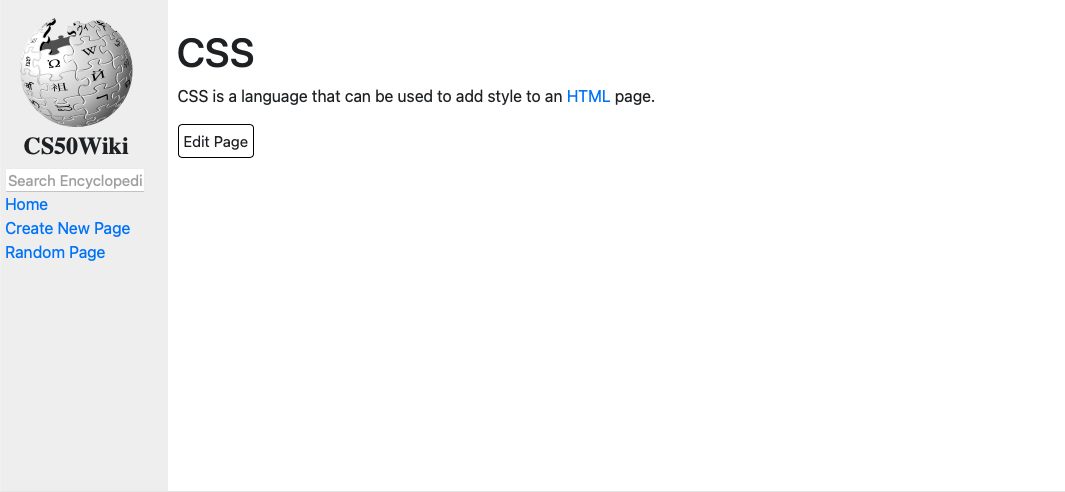 CSS
CSS is a language that can be used to add style to an HTML page.
Edit Page
Ω
W
И
祖
CS50Wiki
Search Encyclopedi
Home
Create New Page
Random Page